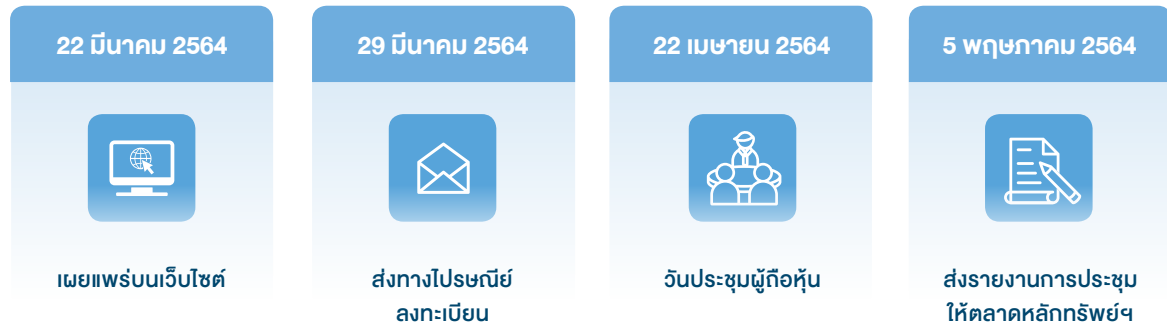 22 มีนาคม 2564
เผยแพร่บนเว็บไซต์
29 มีนาคม 2564
ส่งทางไปรษณีย์
ลงทะเบียน
22 เมษายน 2564
วันประชุมผู้ถือหุ้น
5 พฤษภาคม 2564
ส่งรายงานการประชุม
ให้ตลาดหลักทรัพย์ฯ